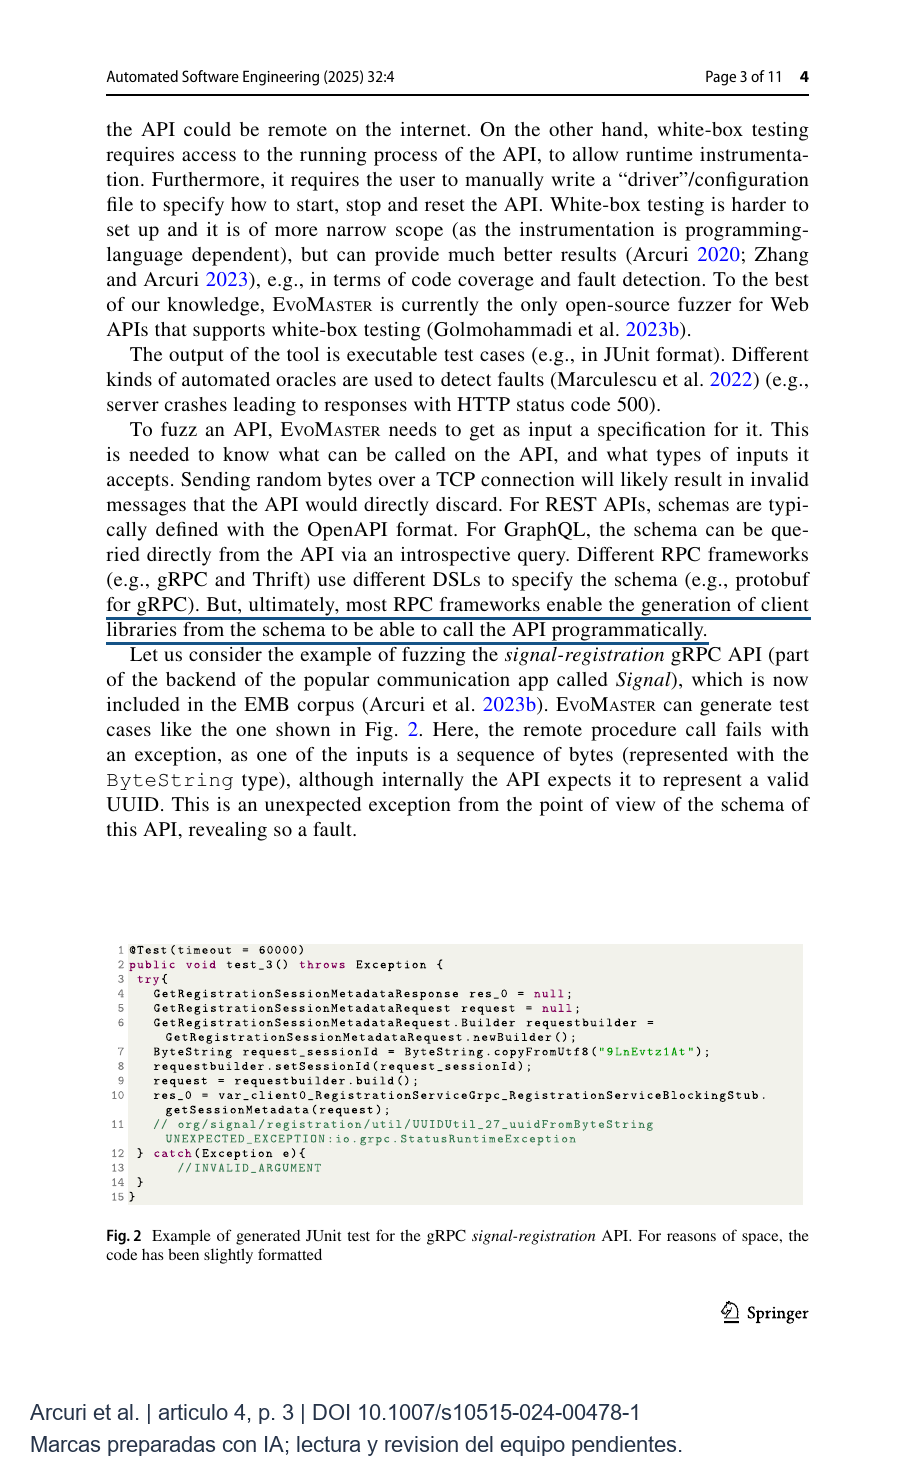 Automated Software Engineering (2025) 32:4
Page 3 of 11 4
the API could be remote on the internet. On the other hand, white-box testing
requires access to the running process of the API, to allow runtime instrumenta-
tion. Furthermore, it requires the user to manually write a “driver”/configuration
file to specify how to start, stop and reset the API. White-box testing is harder to
set up and it is of more narrow scope (as the instrumentation is programming-
language dependent), but can provide much better results (Arcuri 2020; Zhang
and Arcuri 2023), e.g., in terms of code coverage and fault detection. To the best
of our knowledge, EvoMaster is currently the only open-source fuzzer for Web
APIs that supports white-box testing (Golmohammadi et al. 2023b).
The output of the tool is executable test cases (e.g., in JUnit format). Different
kinds of automated oracles are used to detect faults (Marculescu et al. 2022) (e.g.,
server crashes leading to responses with HTTP status code 500).
To fuzz an API, EvoMaster needs to get as input a specification for it. This
is needed to know what can be called on the API, and what types of inputs it
accepts. Sending random bytes over a TCP connection will likely result in invalid
messages that the API would directly discard. For REST APIs, schemas are typi-
cally defined with the OpenAPI format. For GraphQL, the schema can be que-
ried directly from the API via an introspective query. Different RPC frameworks
(e.g., gRPC and Thrift) use different DSLs to specify the schema (e.g., protobuf
for gRPC). But, ultimately, most RPC frameworks enable the generation of client
libraries from the schema to be able to call the API programmatically.
Let us consider the example of fuzzing the signal-registration gRPC API (part
of the backend of the popular communication app called Signal), which is now
included in the EMB corpus (Arcuri et al. 2023b). EvoMaster can generate test
cases like the one shown in Fig. 2. Here, the remote procedure call fails with
an exception, as one of the inputs is a sequence of bytes (represented with the
ByteString type), although internally the API expects it to represent a valid
UUID. This is an unexpected exception from the point of view of the schema of
this API, revealing so a fault.
1 @Test(timeout = 60000)
2 public void test_3() throws Exception {
3 try{
4 GetRegistrationSessionMetadataResponse res_0 = null;
5 GetRegistrationSessionMetadataRequest request = null;
6 GetRegistrationSessionMetadataRequest.Builder requestbuilder =
GetRegistrationSessionMetadataRequest.newBuilder();
7 ByteString request_sessionId = ByteString.copyFromUtf8("9LnEvtz1At");
8 requestbuilder.setSessionId(request_sessionId);
9 request = requestbuilder.build();
10 res_0 = var_client0_RegistrationServiceGrpc_RegistrationServiceBlockingStub.
getSessionMetadata(request);
11 // org/signal/registration/util/UUIDUtil_27_uuidFromByteString
UNEXPECTED_EXCEPTION:io.grpc.StatusRuntimeException
12 } catch(Exception e){
13 //INVALID_ARGUMENT
14 }
15 }
Fig. 2 Example of generated JUnit test for the gRPC signal-registration API. For reasons of space, the
code has been slightly formatted
Springer
Arcuri et al. | articulo 4, p. 3 | DOI 10.1007/s10515-024-00478-1
Marcas preparadas con IA; lectura y revision del equipo pendientes.